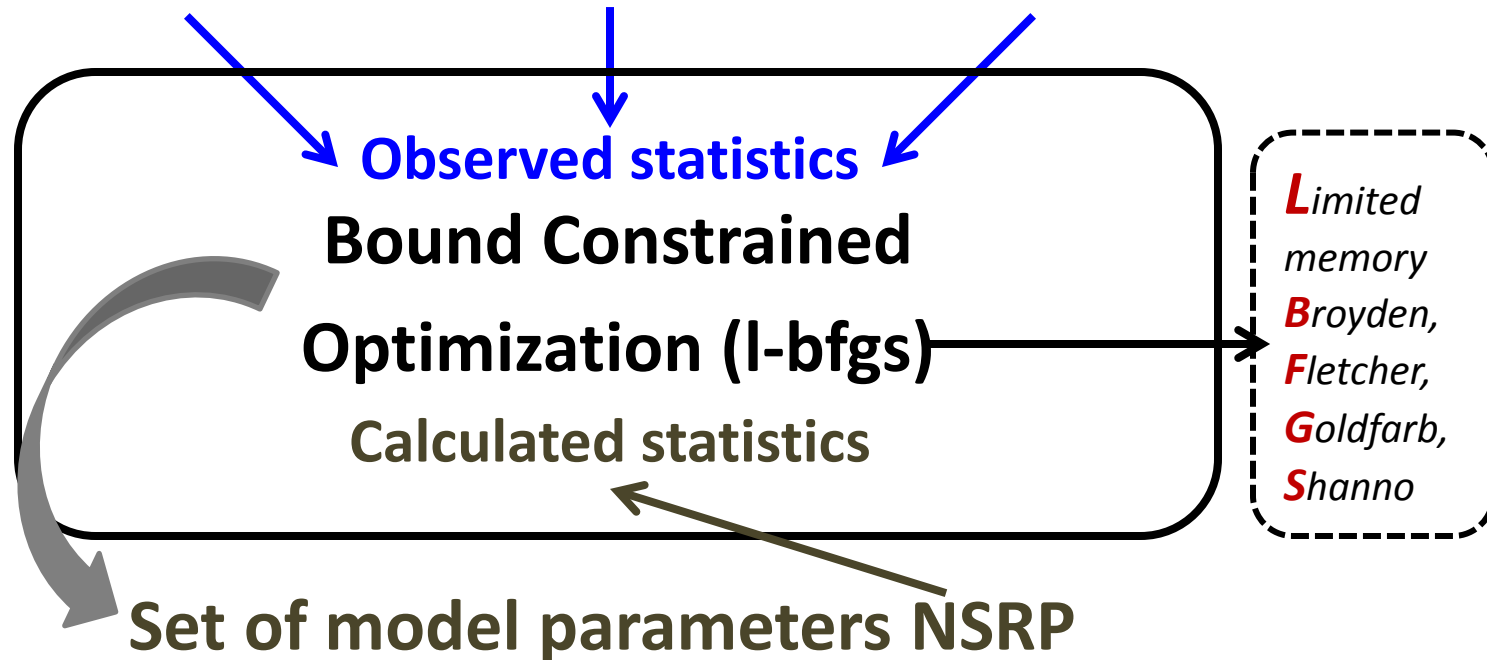 Observed statistics
Bound Constrained
Optimization (l-bfgs)
Calculated statistics
Set of model parameters NSRP
Limited
memory
Broyden,
Fletcher,
Goldfarb,
Shanno